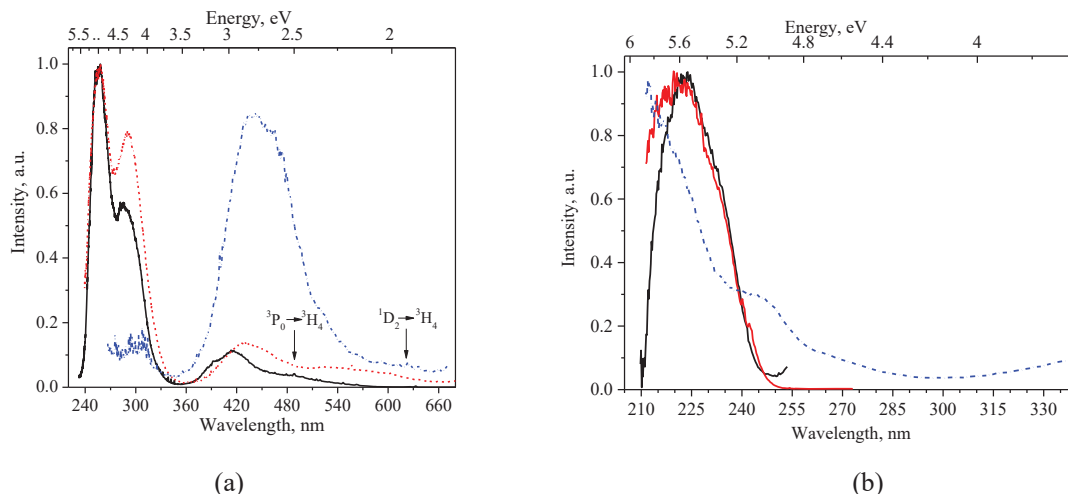 Energy, eV
5.5 .. 4.5 4 3.5 3 2.5 2
1.0
0.8
0.6
0.4
0.2
0.0
Intensity, a.u.
³P₀→³H₄
¹D₂→³H₄
240 300 360 420 480 540 600 660
Wavelength, nm
(a)
Energy, eV
6 5.6 5.2 4.8 4.4 4
1.0
0.8
0.6
0.4
0.2
0.0
Intensity, a.u.
210 225 240 255 270 285 300 315 330
Wavelength, nm
(b)